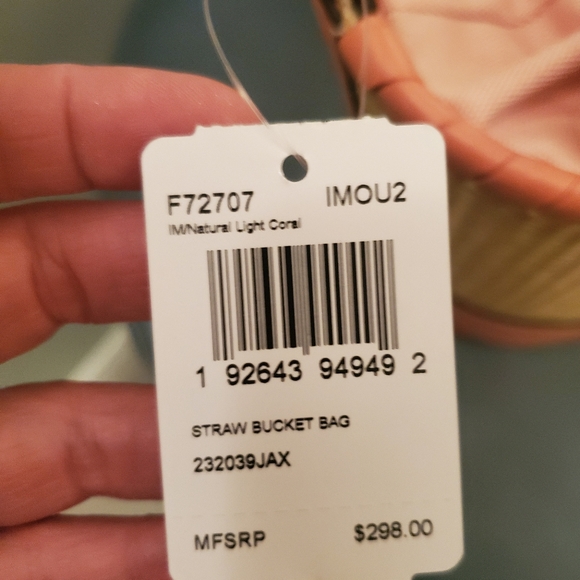 F72707 IMOU2
IM/Natural Light Coral
1 92643 94949 2
STRAW BUCKET BAG
232039JAX
MFSRP $298.00